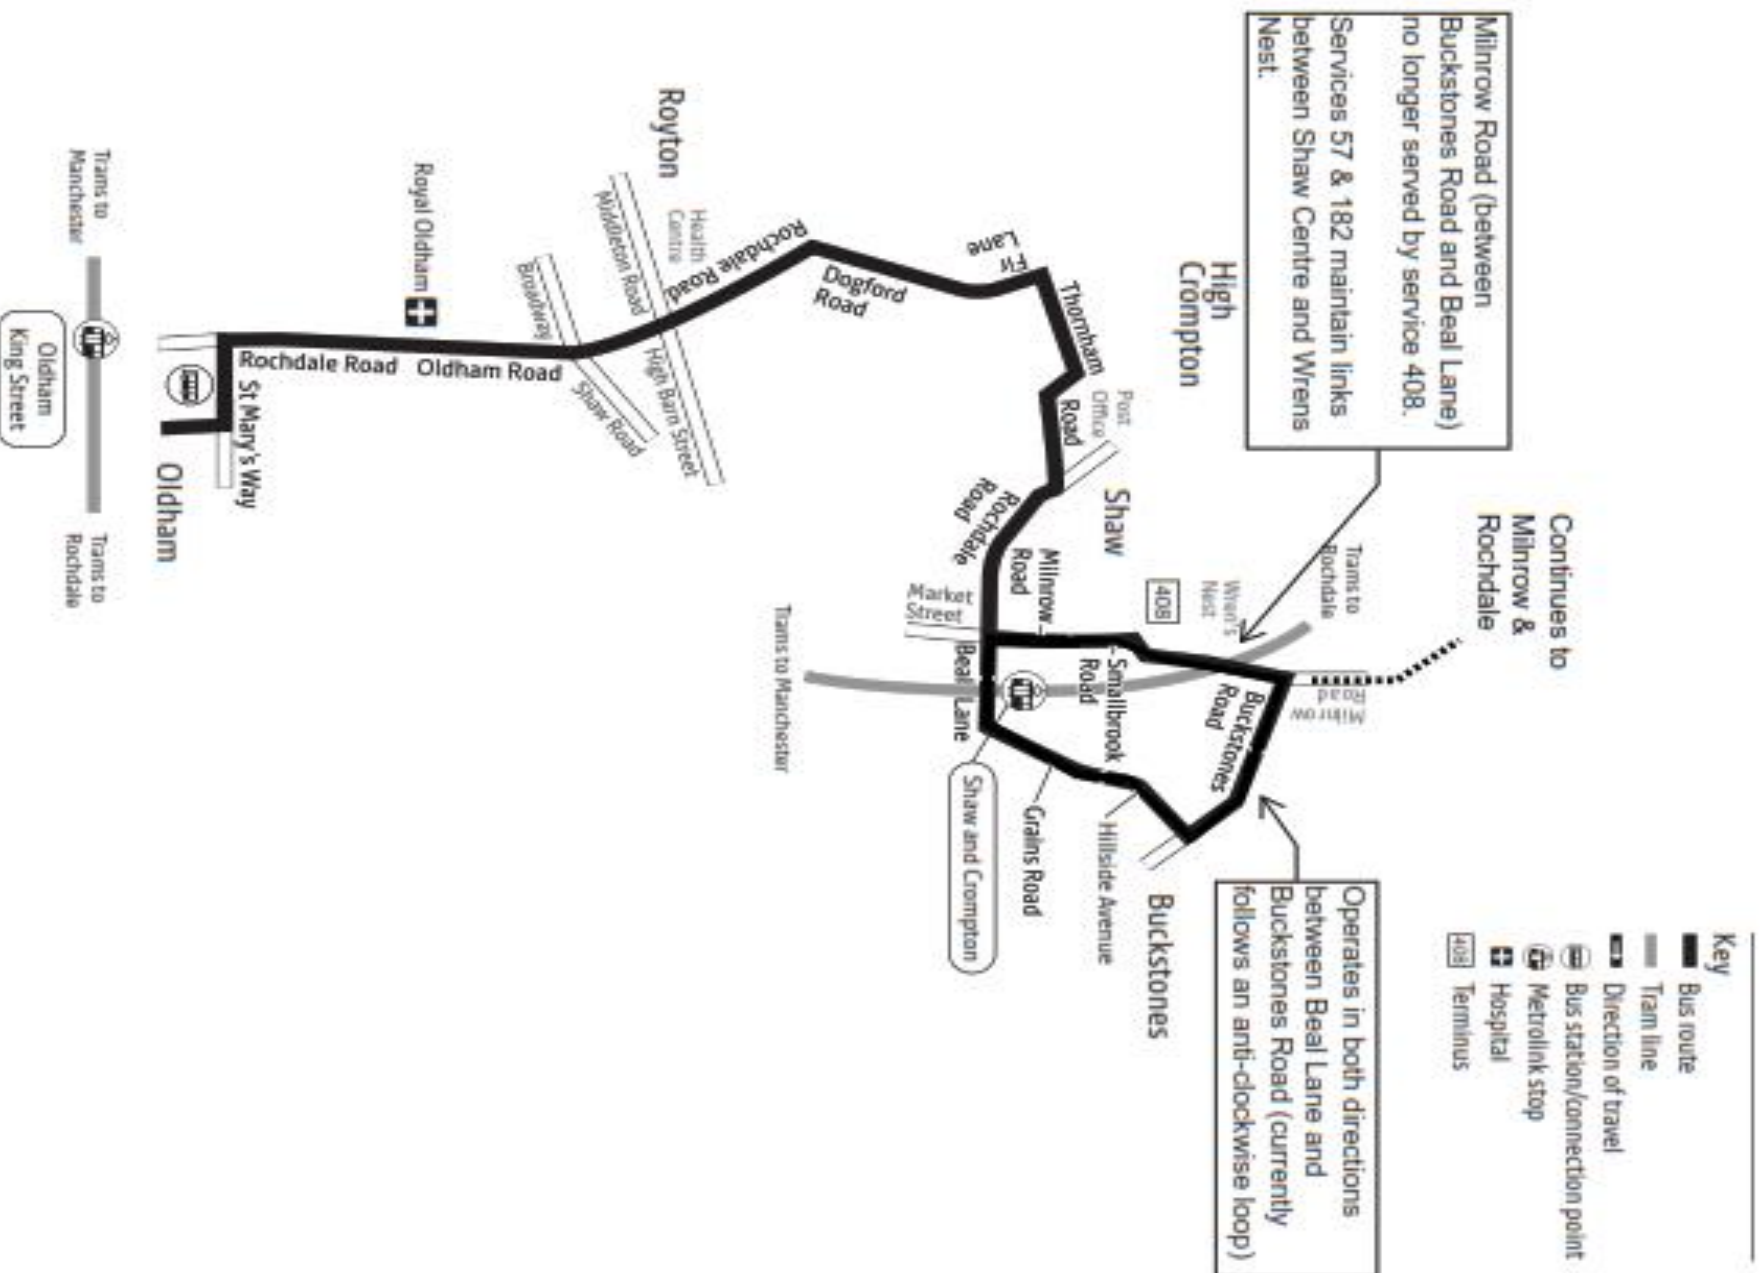 Milnrow Road (between
Buckstones Road and Beal Lane)
no longer served by service 408.
Services 57 & 182 maintain links
between Shaw Centre and Wrens
Nest.
Continues to
Milnrow &
Rochdale
Key
Bus route
Tram line
Direction of travel
Bus station/connection point
Metrolink stop
Hospital
408 Terminus
Operates in both directions
between Beal Lane and
Buckstones Road (currently
follows an anti-clockwise loop)
Trams to
Rochdale
Milnrow
Road
Wren's
Nest
408
Buckstones
Road
Buckstones
High
Crompton
Shaw
Post
Office
Thornham
Road
Fir
Lane
Rochdale
Road
Milnrow
Road
Smallbrook
Road
Hillside Avenue
Grains Road
Market
Street
Beal Lane
Shaw and Crompton
Trams to Manchester
Dogford
Road
Rochdale Road
Royton
Health
Centre
Middleton Road
High Barn Street
Broadway
Shaw Road
Royal Oldham
Rochdale Road
Oldham Road
St Mary's Way
Oldham
Trams to
Manchester
Trams to
Rochdale
Oldham
King Street